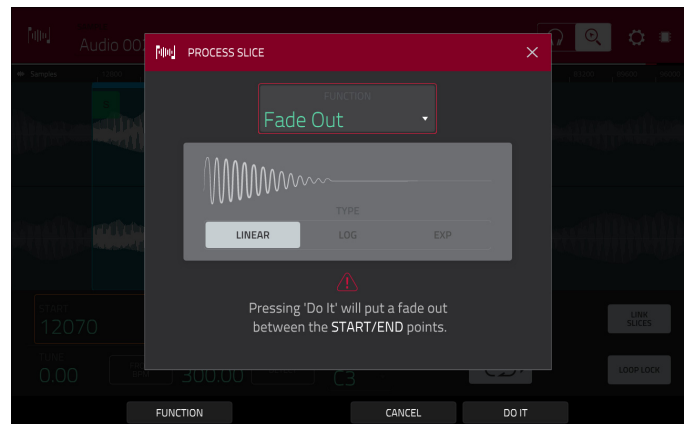 Audio 002
PROCESS SLICE
Samples
FUNCTION
Fade Out
TYPE
LINEAR LOG EXP
Pressing 'Do It' will put a fade out
between the START/END points.
START
12070
LINK
SLICES
TUNE
0.00
300.00
C3
LOOP LOCK
FUNCTION CANCEL DO IT